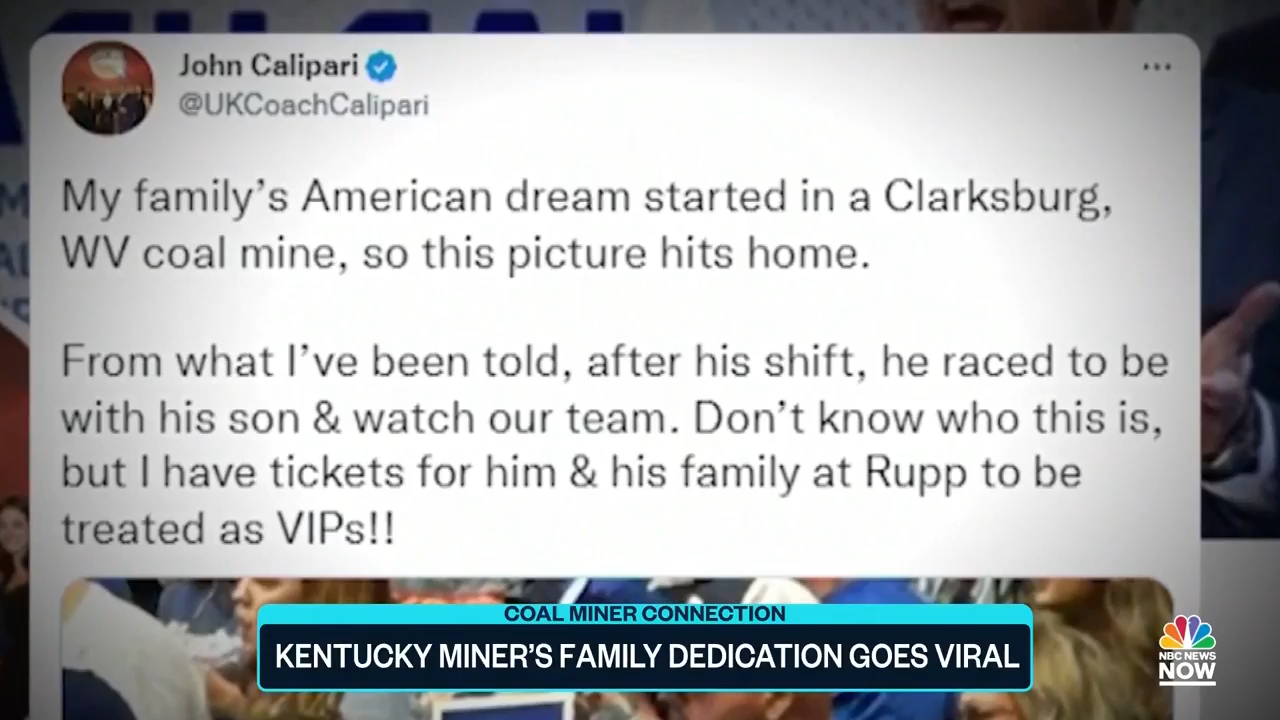 John Calipari
@UKCoachCalipari
My family's American dream started in a Clarksburg,
WV coal mine, so this picture hits home.
From what I've been told, after his shift, he raced to be
with his son & watch our team. Don't know who this is,
but I have tickets for him & his family at Rupp to be
treated as VIPs!!
COAL MINER CONNECTION
KENTUCKY MINER'S FAMILY DEDICATION GOES VIRAL
NBC NEWS
NOW